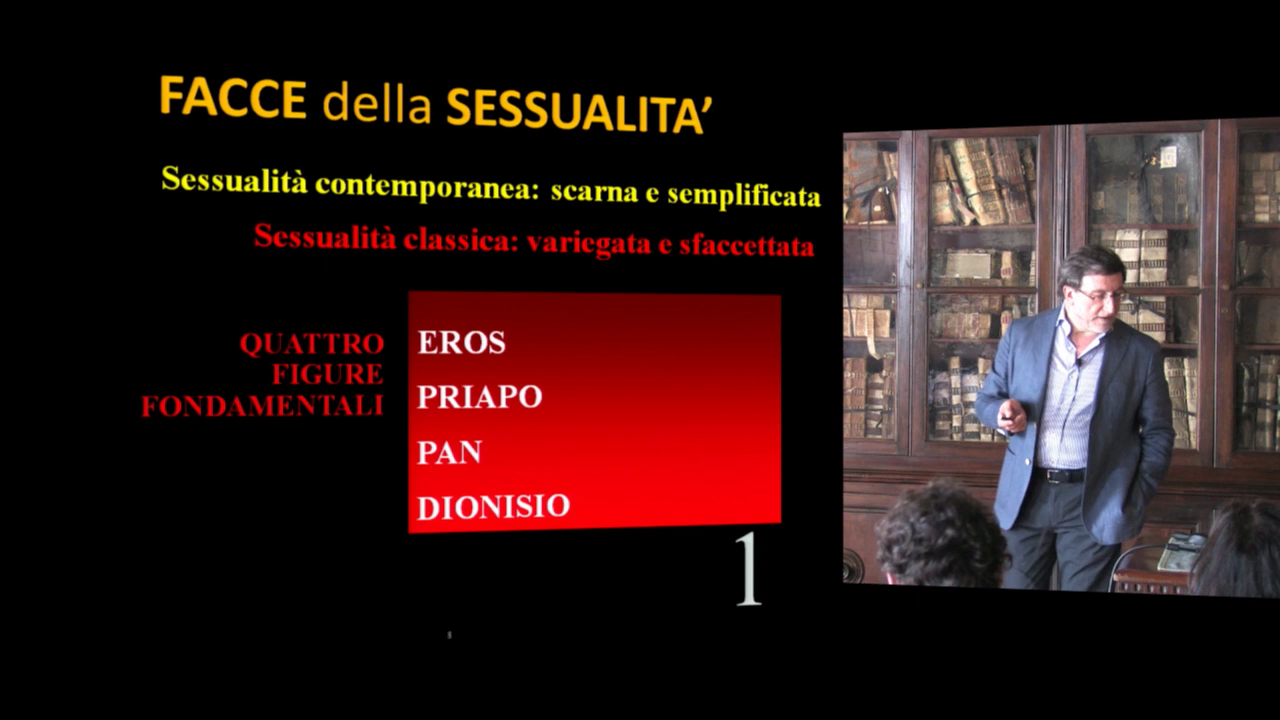 FACCE della SESSUALITA’
Sessualità contemporanea: scarna e semplificata
Sessualità classica: variegata e sfaccettata
QUATTRO
FIGURE
FONDAMENTALI
EROS
PRIAPO
PAN
DIONISIO
1